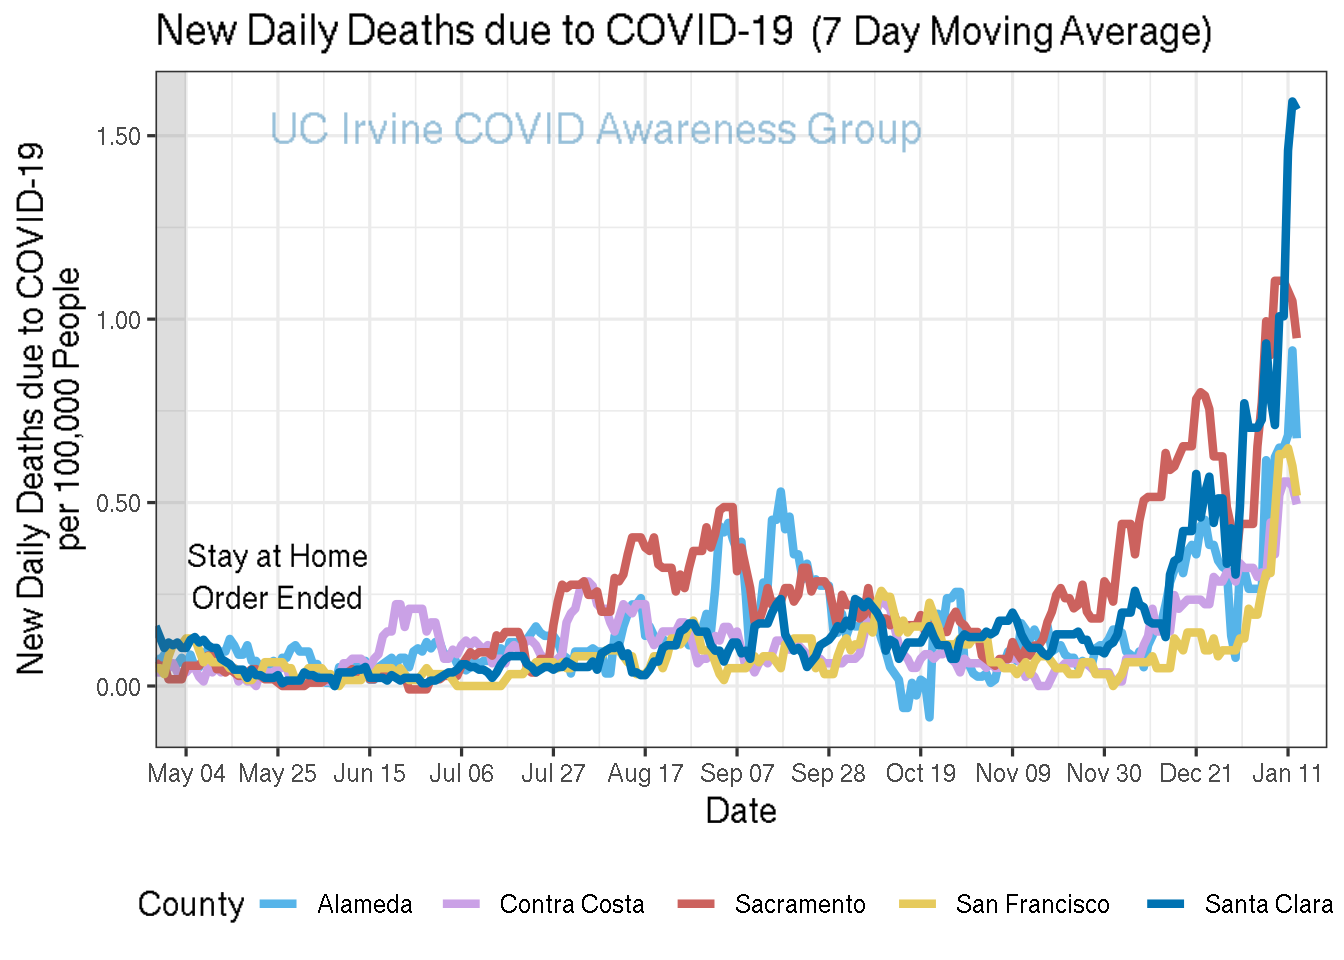 New Daily Deaths due to COVID-19 (7 Day Moving Average)
UC Irvine COVID Awareness Group
New Daily Deaths due to COVID-19
per 100,000 People
1.50
1.00
0.50
0.00
Stay at Home
Order Ended
May 04 May 25 Jun 15 Jul 06 Jul 27 Aug 17 Sep 07 Sep 28 Oct 19 Nov 09 Nov 30 Dec 21 Jan 11
Date
County Alameda Contra Costa Sacramento San Francisco Santa Clara